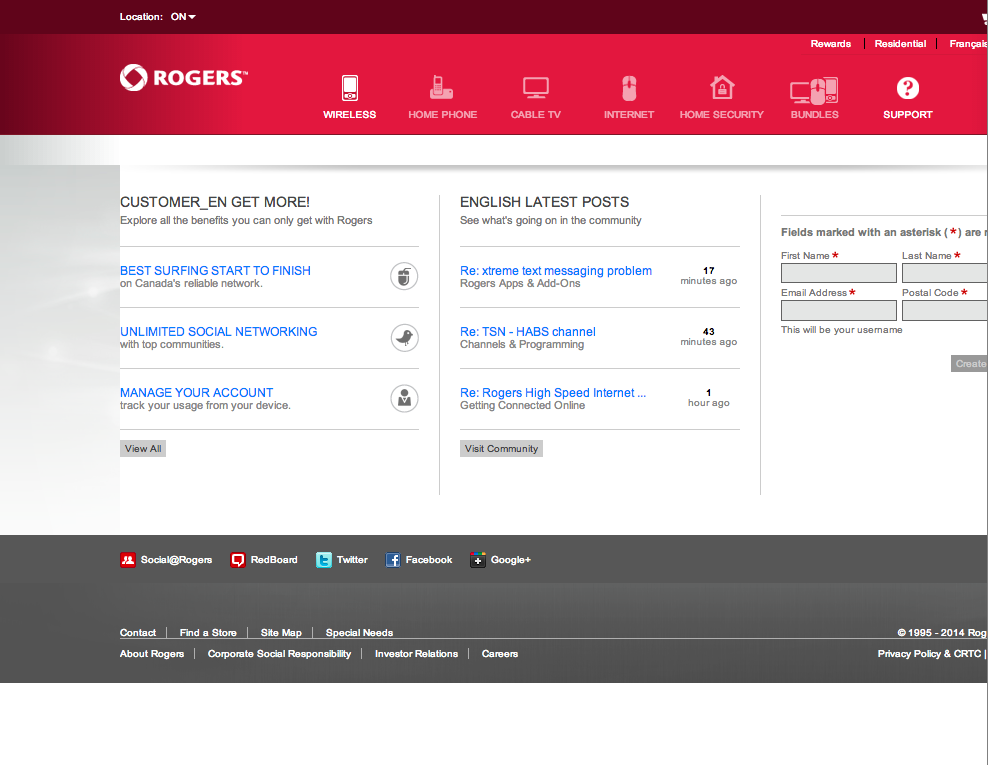 Location: ON
Rewards Residential Français
ROGERS™
WIRELESS HOME PHONE CABLE TV INTERNET HOME SECURITY BUNDLES SUPPORT
CUSTOMER_EN GET MORE!
Explore all the benefits you can only get with Rogers
BEST SURFING START TO FINISH
on Canada's reliable network.
UNLIMITED SOCIAL NETWORKING
with top communities.
MANAGE YOUR ACCOUNT
track your usage from your device.
View All
ENGLISH LATEST POSTS
See what's going on in the community
Re: xtreme text messaging problem
Rogers Apps & Add-Ons
17
minutes ago
Re: TSN - HABS channel
Channels & Programming
43
minutes ago
Re: Rogers High Speed Internet ...
Getting Connected Online
1
hour ago
Visit Community
Fields marked with an asterisk (*) are
First Name * Last Name *
Email Address * Postal Code *
This will be your username
Create
Social@Rogers RedBoard Twitter Facebook Google+
Contact Find a Store Site Map Special Needs
© 1995 - 2014 Rog
About Rogers Corporate Social Responsibility Investor Relations Careers
Privacy Policy & CRTC |